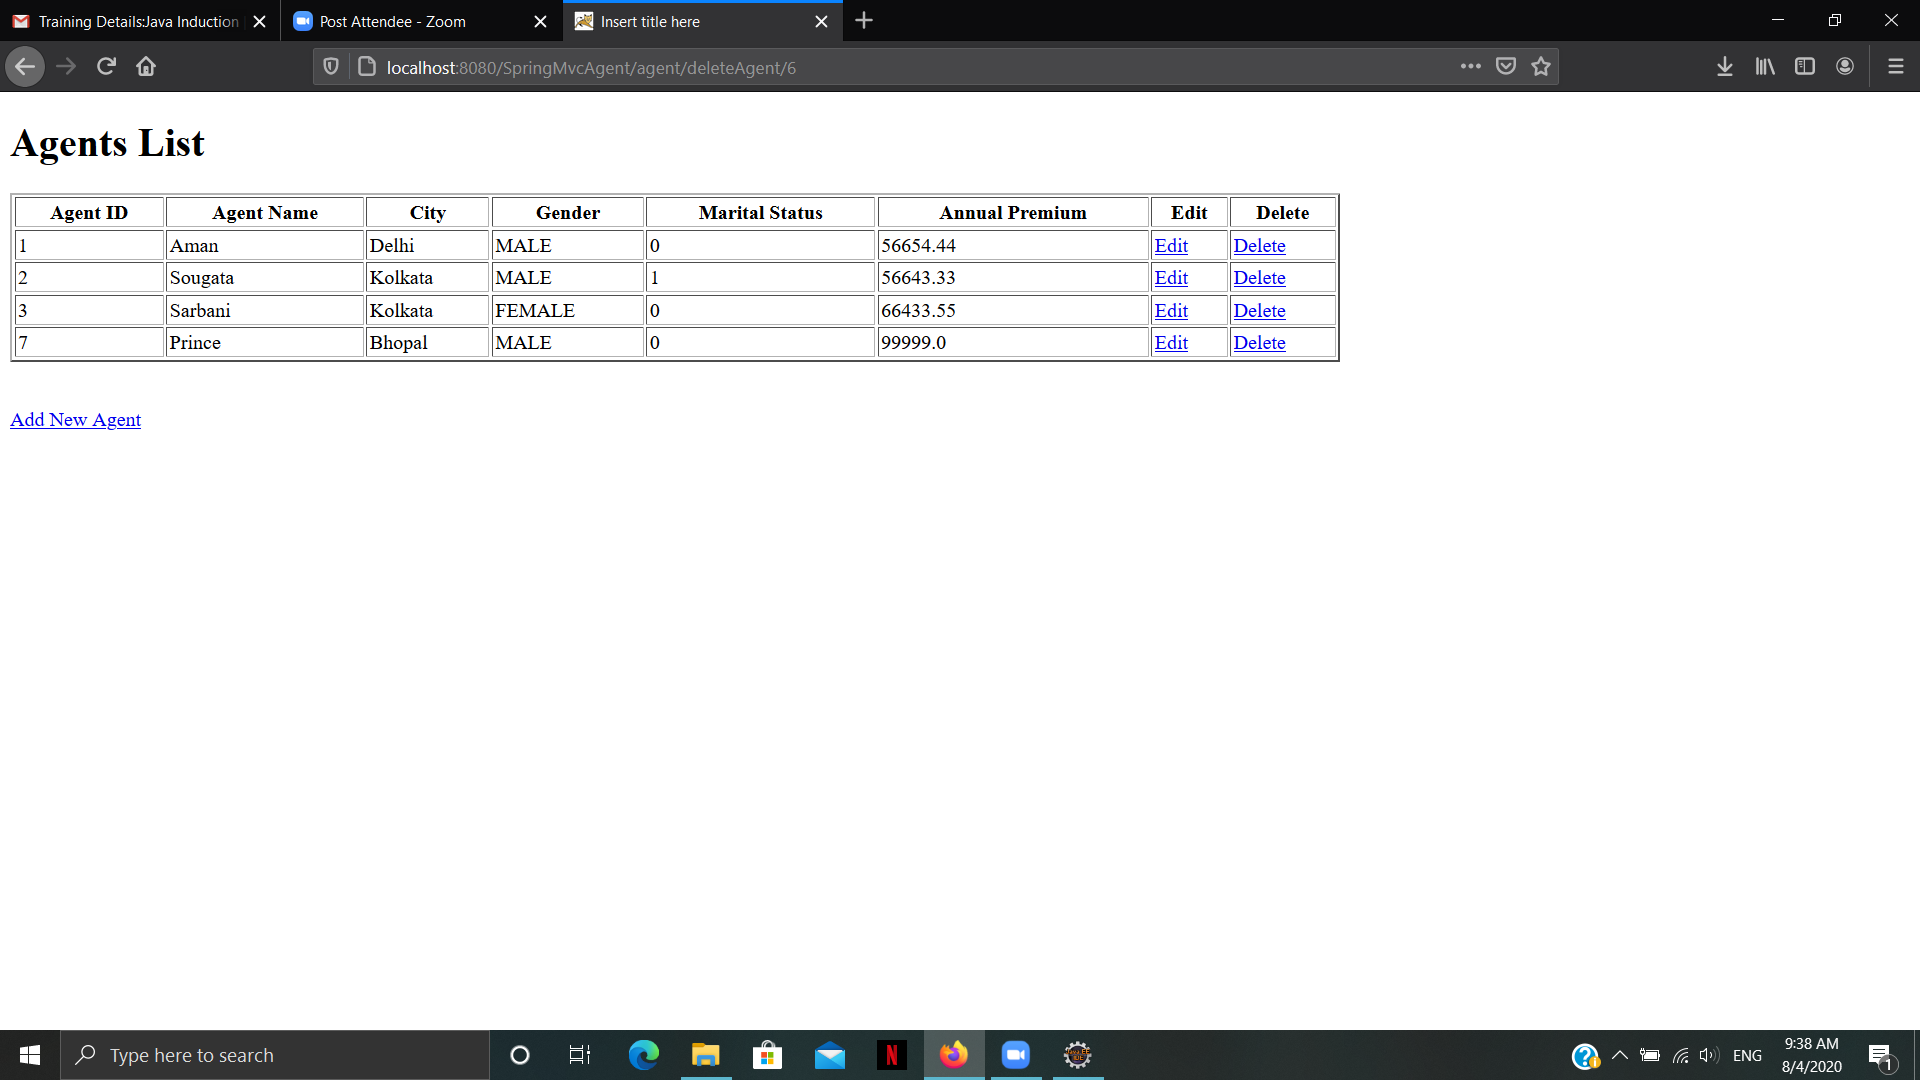 Training Details:Java Induction
Post Attendee - Zoom
Insert title here
localhost:8080/SpringMvcAgent/agent/deleteAgent/6
Agents List
Agent ID Agent Name City Gender Marital Status Annual Premium Edit Delete
1 Aman Delhi MALE 0 56654.44 Edit Delete
2 Sougata Kolkata MALE 1 56643.33 Edit Delete
3 Sarbani Kolkata FEMALE 0 66433.55 Edit Delete
7 Prince Bhopal MALE 0 99999.0 Edit Delete
Add New Agent
Type here to search
ENG
9:38 AM
8/4/2020
1